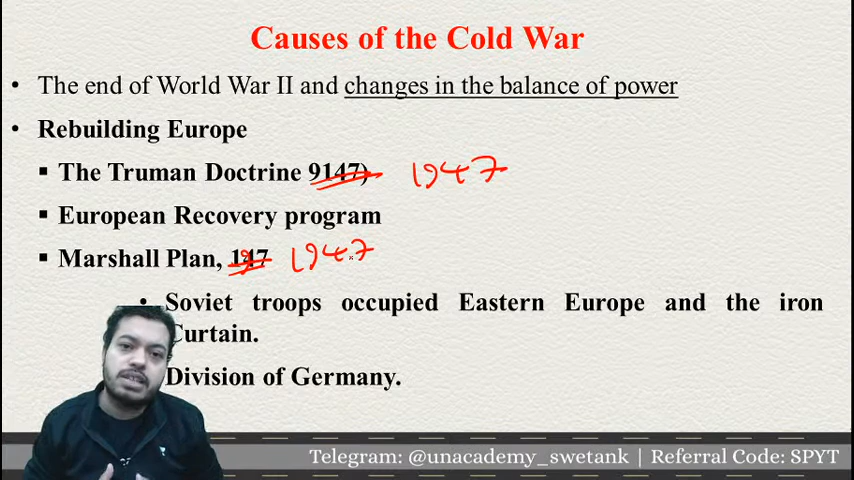 Causes of the Cold War
• The end of World War II and changes in the balance of power
• Rebuilding Europe
▪ The Truman Doctrine 9147) 1947
▪ European Recovery program
▪ Marshall Plan, 147 1947
• Soviet troops occupied Eastern Europe and the iron
Curtain.
Division of Germany.
Telegram: @unacademy_swetank | Referral Code: SPYT